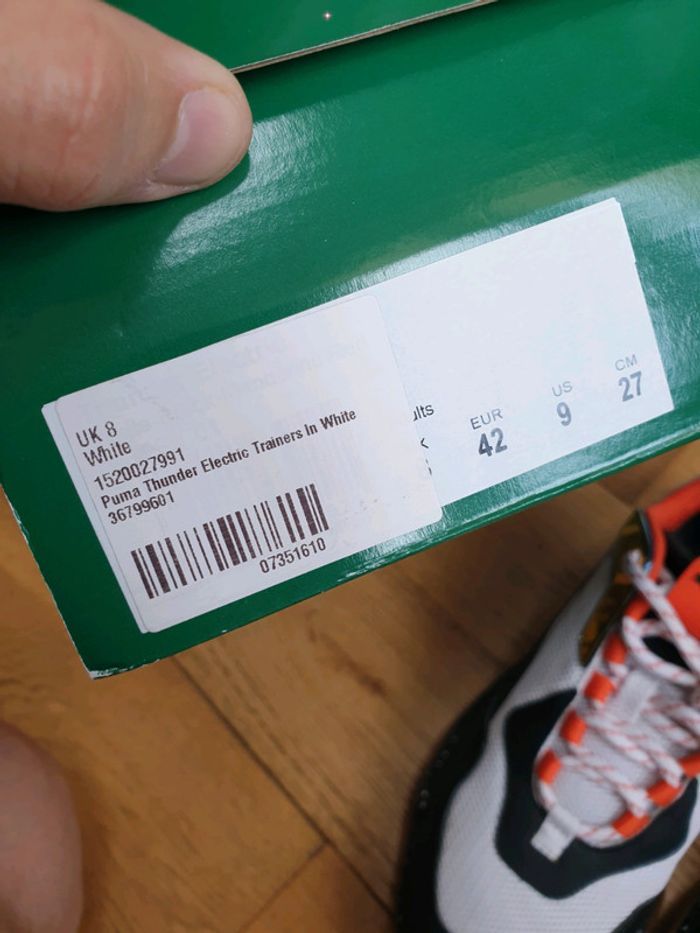 UK 8
White
1520027991
Puma Thunder Electric Trainers In White
36799601
07351610
ults
EUR US CM
42 9 27